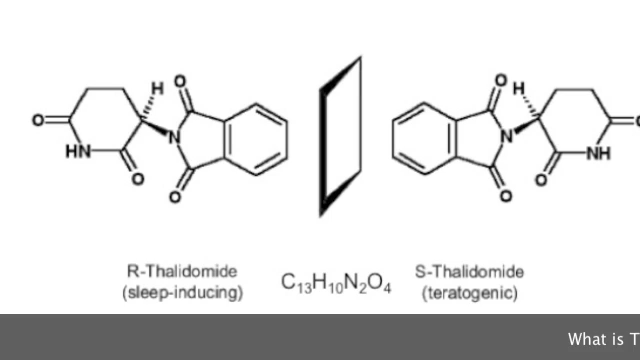 H O
O
N
HN
O
O
O
H
N
O
NH
O
O
R-Thalidomide
(sleep-inducing)
C13H10N2O4
S-Thalidomide
(teratogenic)
What is T